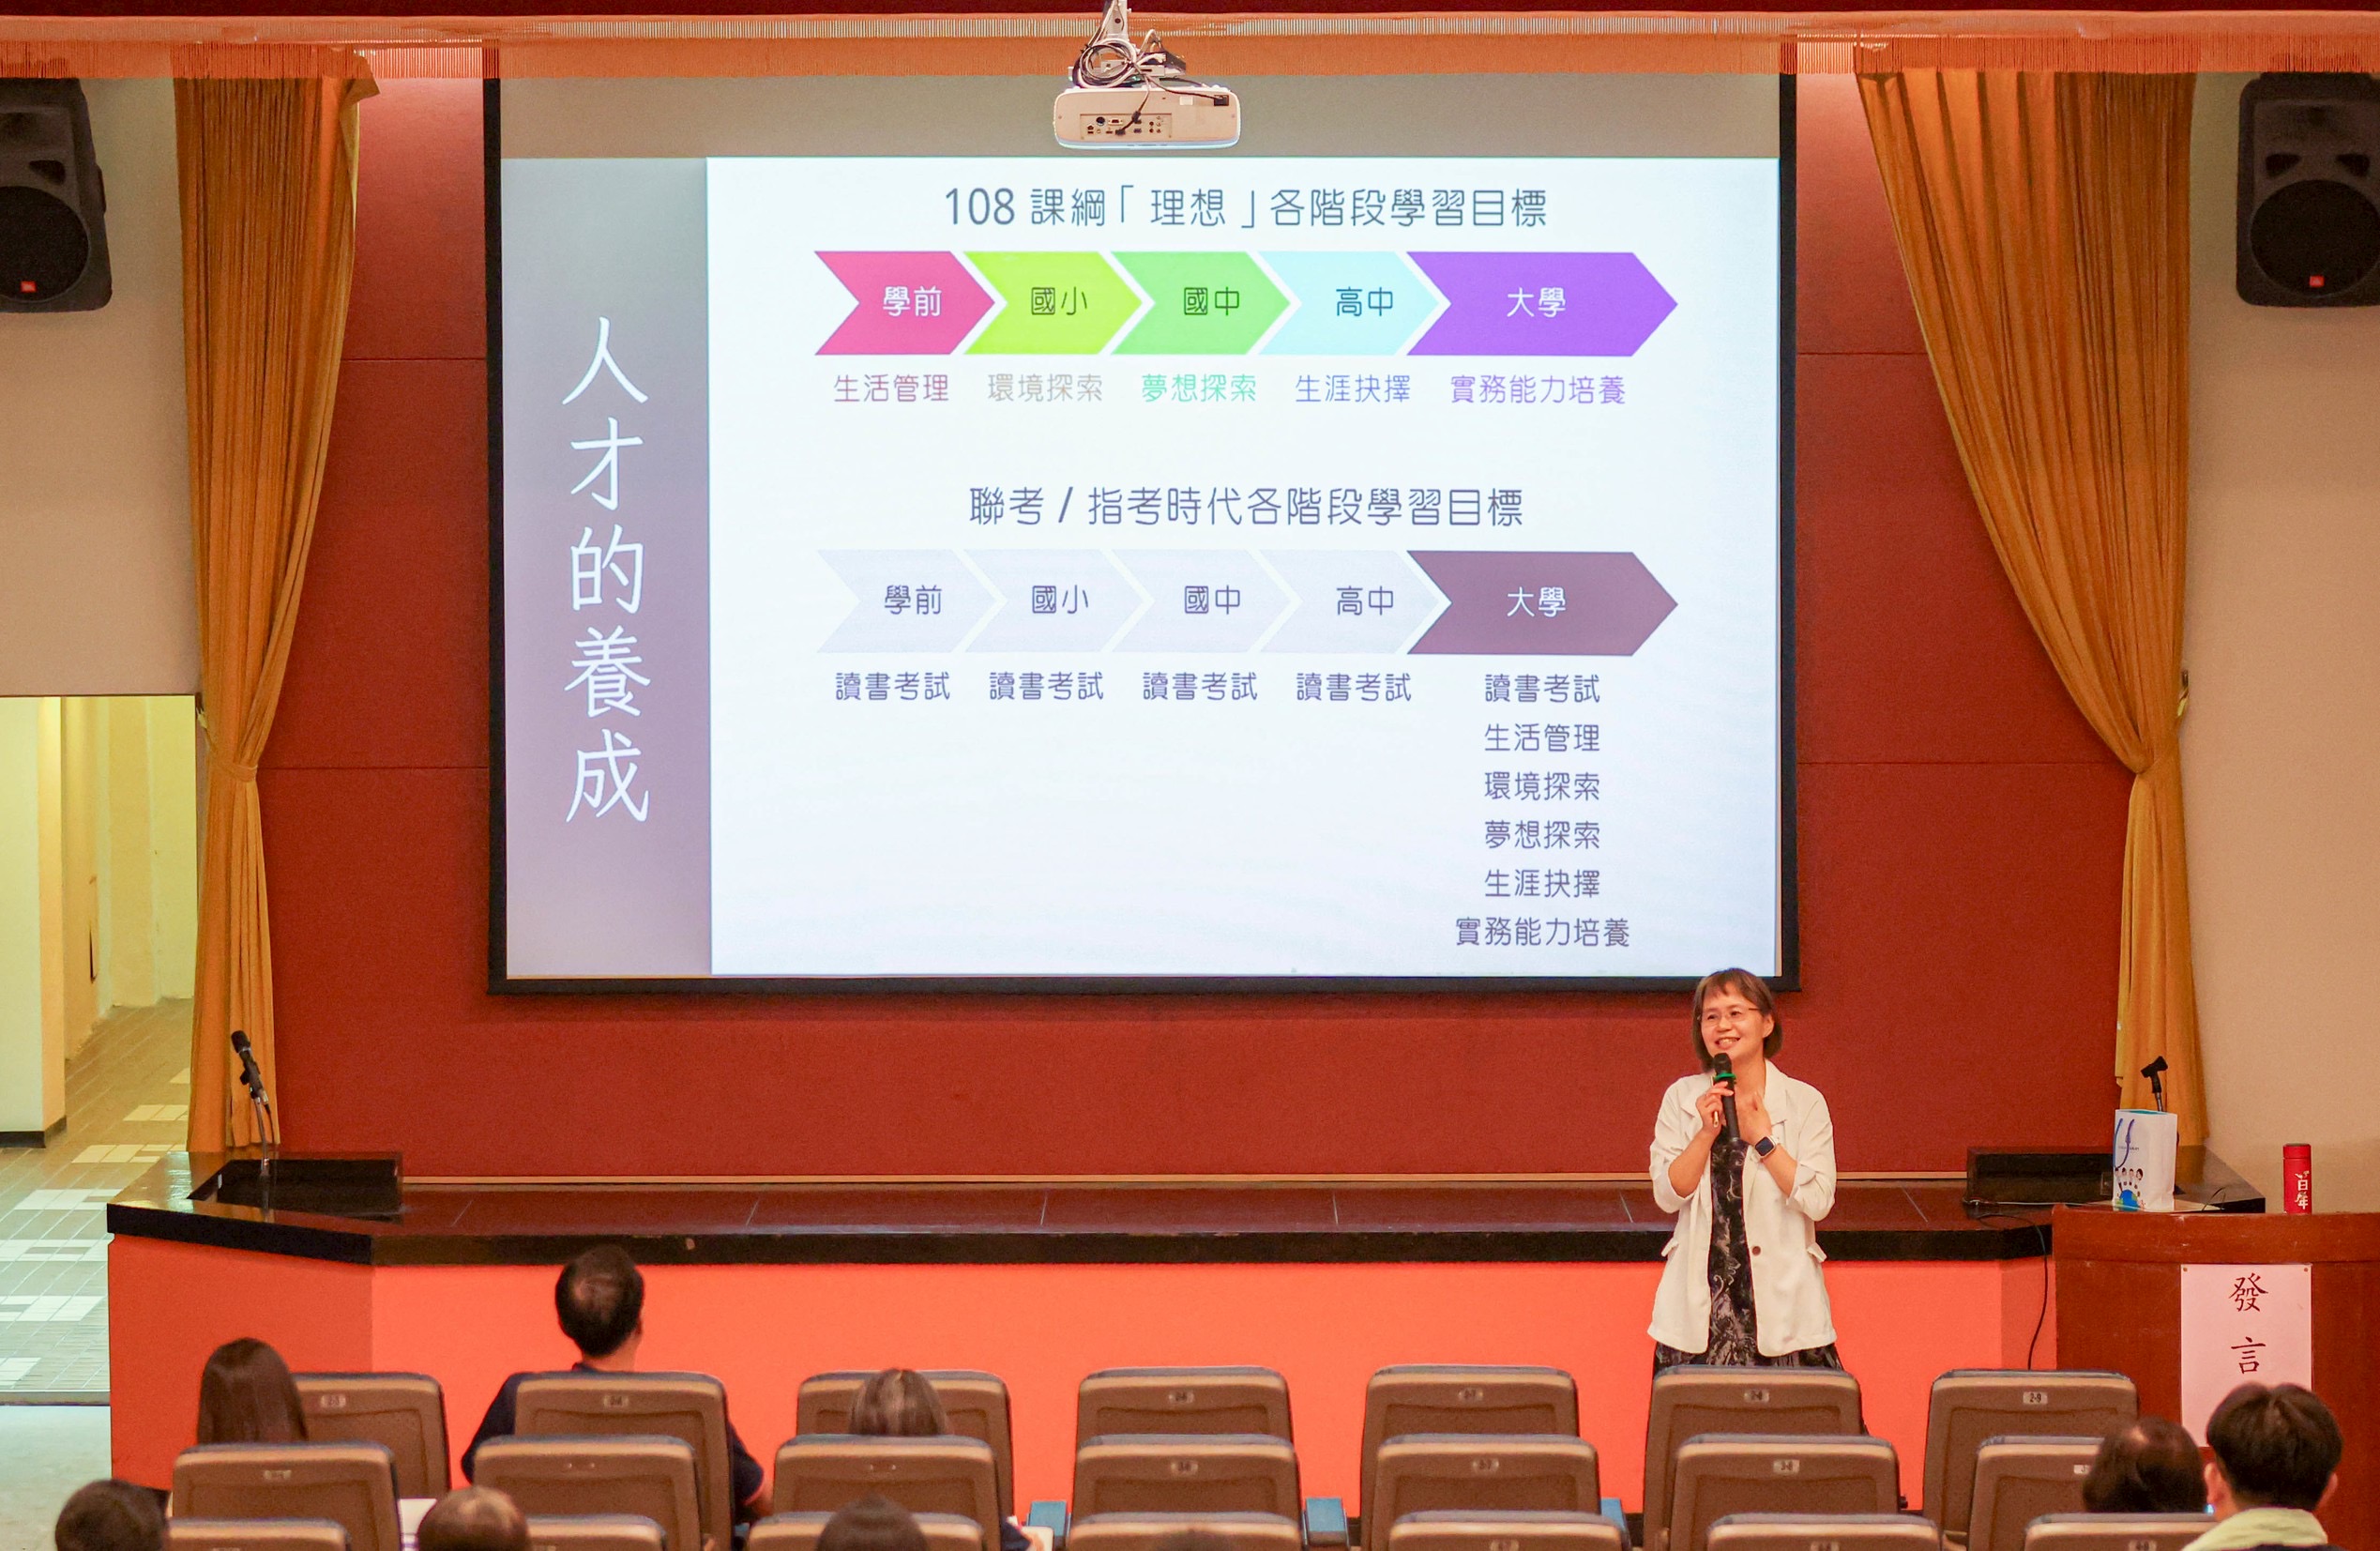 人才的養成
108 課綱「理想」各階段學習目標
學前 國小 國中 高中 大學
生活管理 環境探索 夢想探索 生涯抉擇 實務能力培養
聯考 / 指考時代各階段學習目標
學前 國小 國中 高中 大學
讀書考試 讀書考試 讀書考試 讀書考試 讀書考試
生活管理
環境探索
夢想探索
生涯抉擇
實務能力培養
百年
發言
2-9